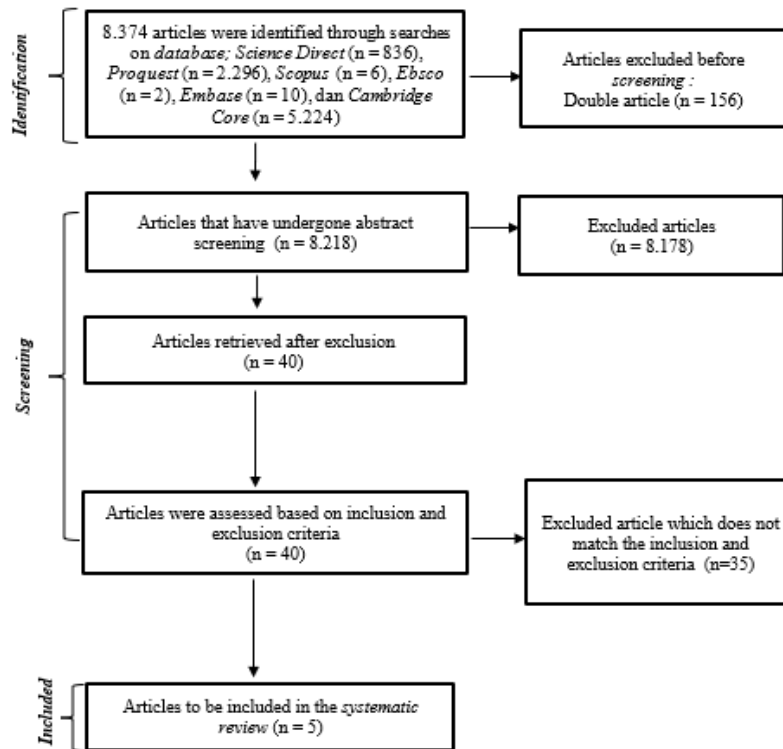 Identification
8.374 articles were identified through searches
on database; Science Direct (n = 836),
Proquest (n = 2.296), Scopus (n = 6), Ebsco
(n = 2), Embase (n = 10), dan Cambridge
Core (n = 5.224)
Articles excluded before
screening :
Double article (n = 156)
Screening
Articles that have undergone abstract
screening (n = 8.218)
Excluded articles
(n = 8.178)
Articles retrieved after exclusion
(n = 40)
Articles were assessed based on inclusion and
exclusion criteria
(n = 40)
Excluded article which does not
match the inclusion and
exclusion criteria (n=35)
Included
Articles to be included in the systematic
review (n = 5)